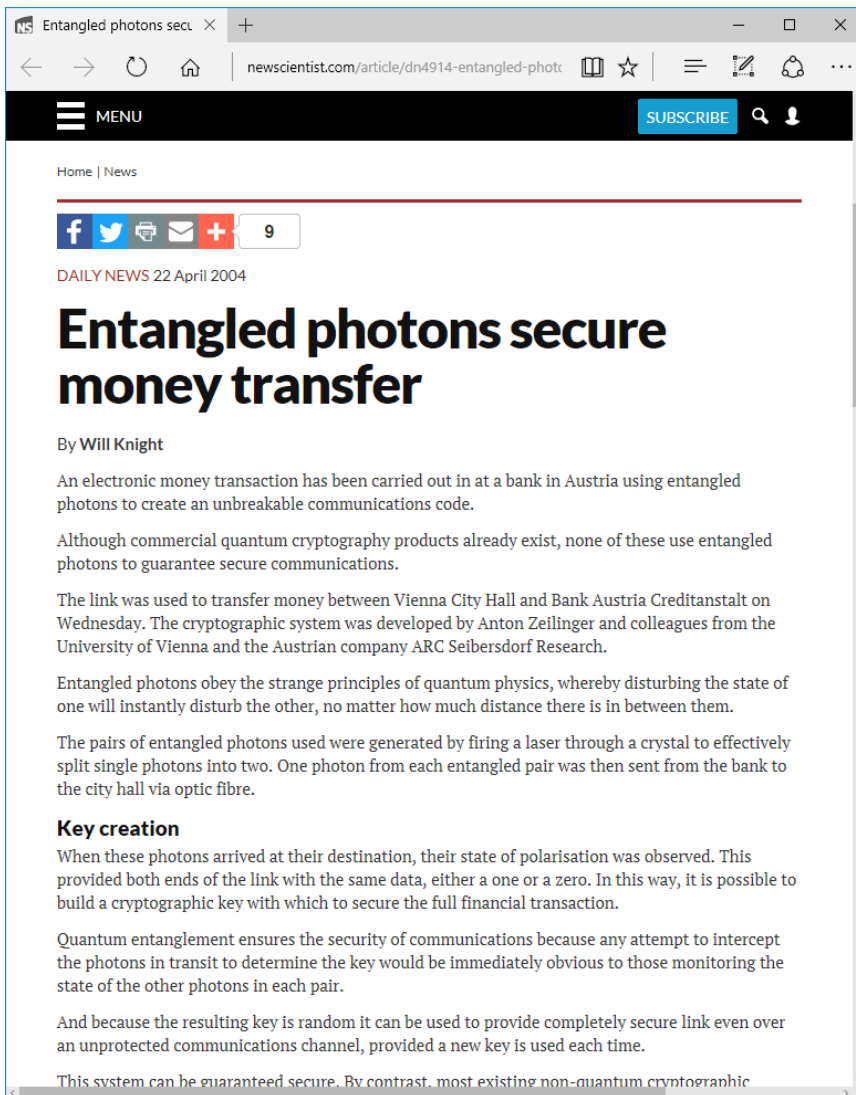 NS Entangled photons secu
newscientist.com/article/dn4914-entangled-photo
MENU
SUBSCRIBE
Home | News
9
DAILY NEWS 22 April 2004
Entangled photons secure
money transfer
By Will Knight
An electronic money transaction has been carried out in at a bank in Austria using entangled
photons to create an unbreakable communications code.
Although commercial quantum cryptography products already exist, none of these use entangled
photons to guarantee secure communications.
The link was used to transfer money between Vienna City Hall and Bank Austria Creditanstalt on
Wednesday. The cryptographic system was developed by Anton Zeilinger and colleagues from the
University of Vienna and the Austrian company ARC Seibersdorf Research.
Entangled photons obey the strange principles of quantum physics, whereby disturbing the state of
one will instantly disturb the other, no matter how much distance there is in between them.
The pairs of entangled photons used were generated by firing a laser through a crystal to effectively
split single photons into two. One photon from each entangled pair was then sent from the bank to
the city hall via optic fibre.
Key creation
When these photons arrived at their destination, their state of polarisation was observed. This
provided both ends of the link with the same data, either a one or a zero. In this way, it is possible to
build a cryptographic key with which to secure the full financial transaction.
Quantum entanglement ensures the security of communications because any attempt to intercept
the photons in transit to determine the key would be immediately obvious to those monitoring the
state of the other photons in each pair.
And because the resulting key is random it can be used to provide completely secure link even over
an unprotected communications channel, provided a new key is used each time.
This system can be guaranteed secure. By contrast, most existing non-quantum cryptographic